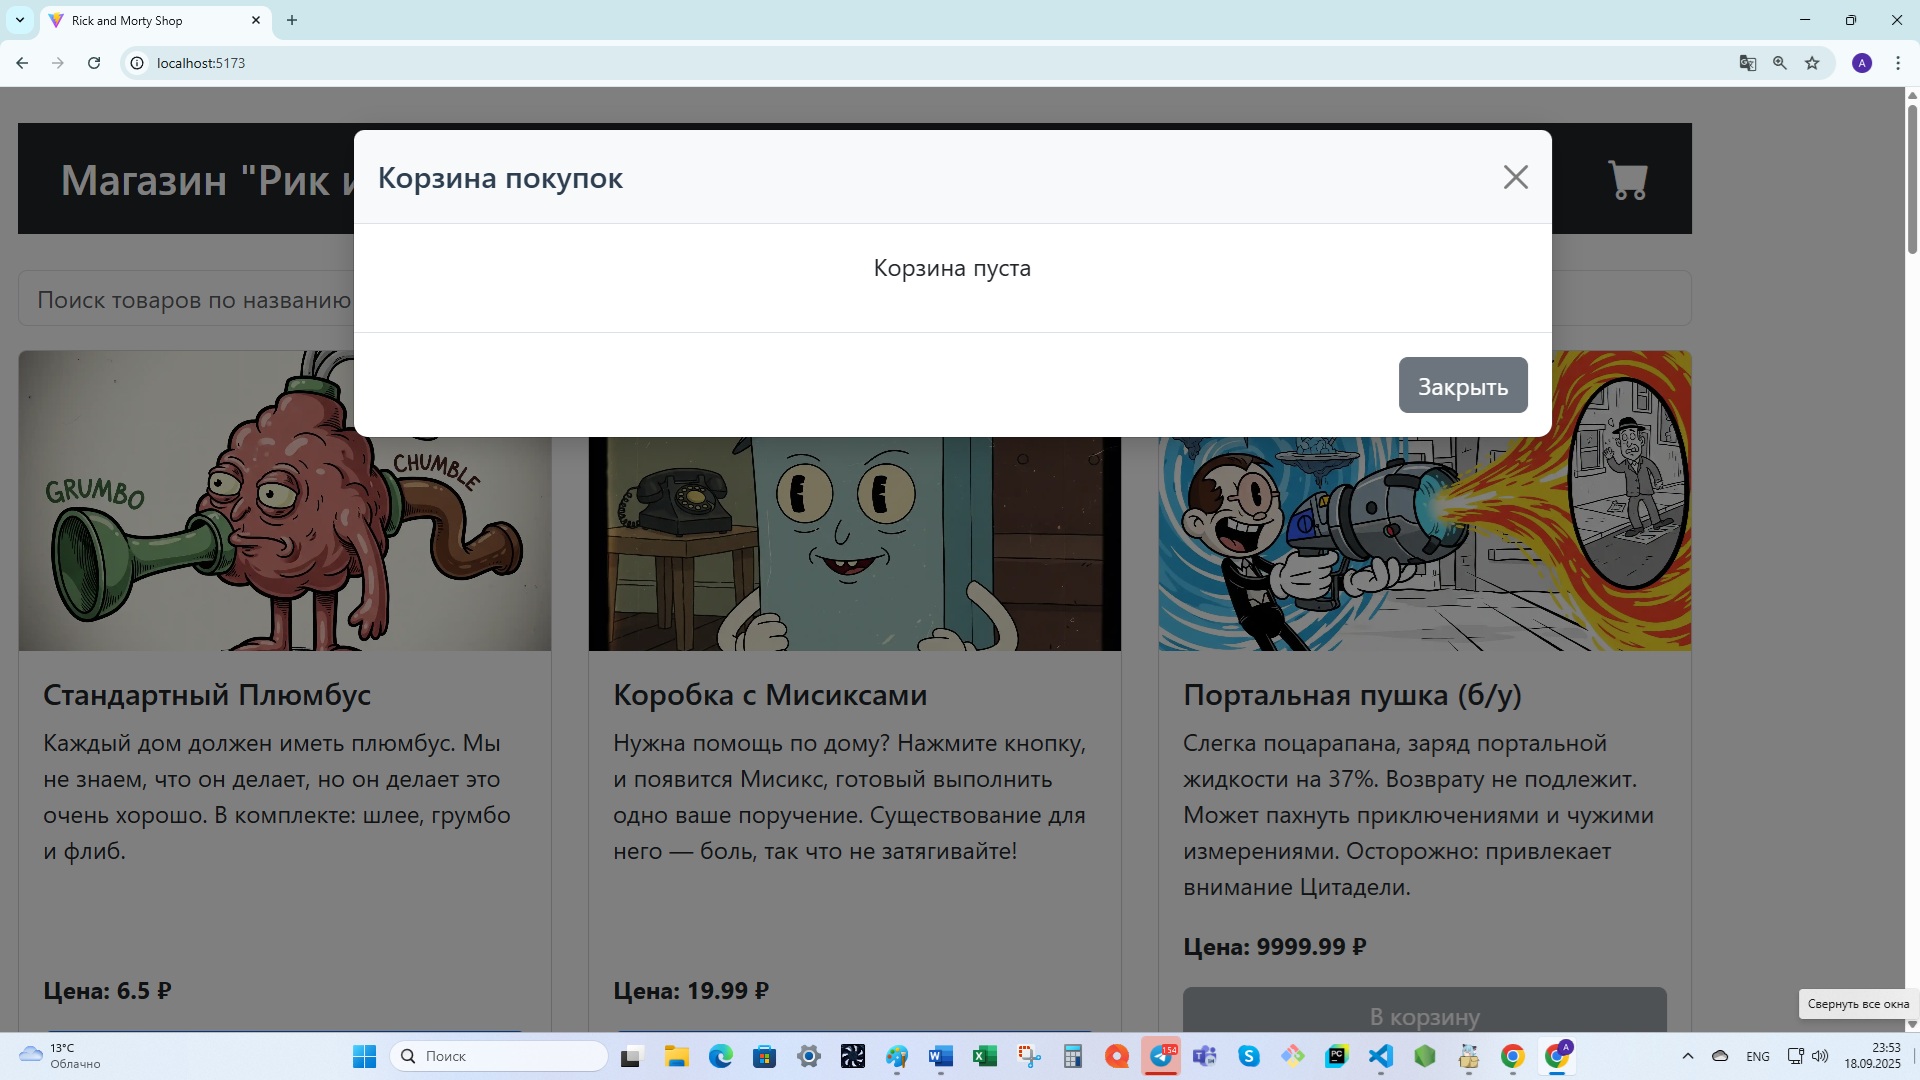 Rick and Morty Shop
localhost:5173
A
Магазин "Рик и
Корзина покупок
Корзина пуста
Поиск товаров по названию
Закрыть
GRUMBO
CHUMBLE
Стандартный Плюмбус
Каждый дом должен иметь плюмбус. Мы
не знаем, что он делает, но он делает это
очень хорошо. В комплекте: шлее, грумбо
и флиб.
Цена: 6.5 ₽
Коробка с Мисиксами
Нужна помощь по дому? Нажмите кнопку,
и появится Мисикс, готовый выполнить
одно ваше поручение. Существование для
него — боль, так что не затягивайте!
Цена: 19.99 ₽
Портальная пушка (б/у)
Слегка поцарапана, заряд портальной
жидкости на 37%. Возврату не подлежит.
Может пахнуть приключениями и чужими
измерениями. Осторожно: привлекает
внимание Цитадели.
Цена: 9999.99 ₽
В корзину
Свернуть все окна
13°C
Облачно
Поиск
154
A
ENG
23:53
18.09.2025